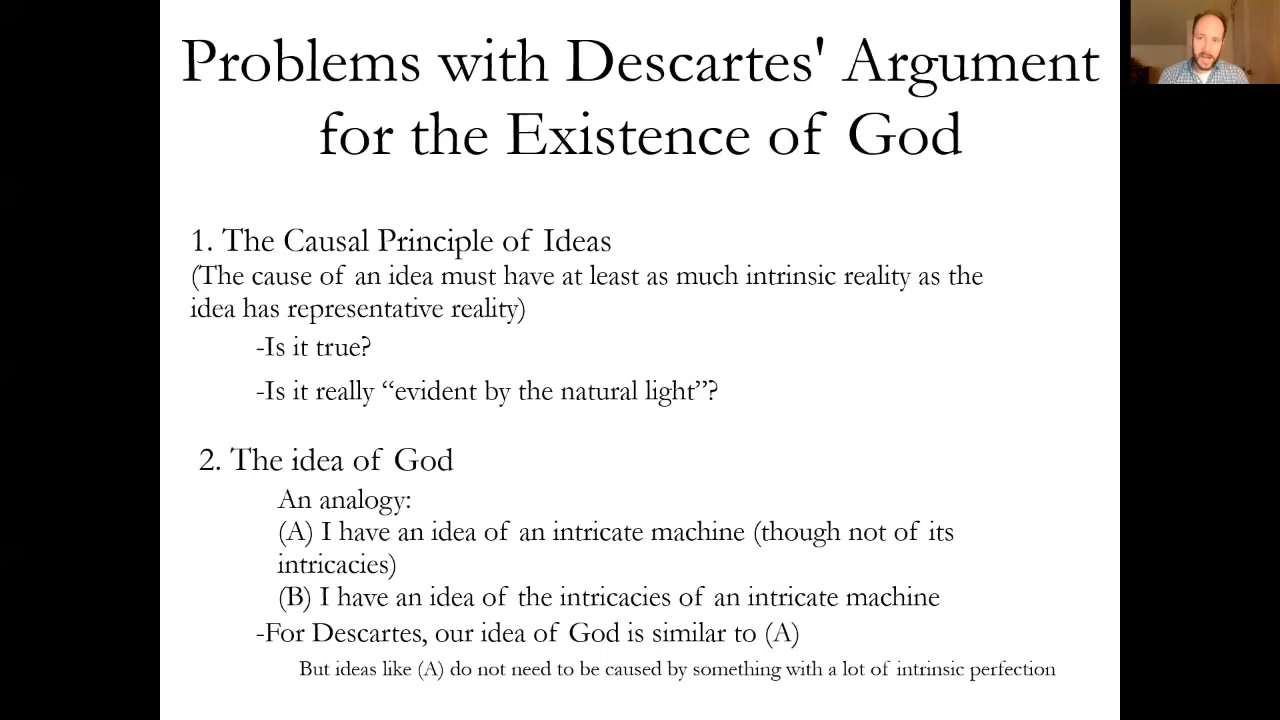 Problems with Descartes' Argument
for the Existence of God
1. The Causal Principle of Ideas
(The cause of an idea must have at least as much intrinsic reality as the
idea has representative reality)
-Is it true?
-Is it really “evident by the natural light”?
2. The idea of God
An analogy:
(A) I have an idea of an intricate machine (though not of its
intricacies)
(B) I have an idea of the intricacies of an intricate machine
-For Descartes, our idea of God is similar to (A)
But ideas like (A) do not need to be caused by something with a lot of intrinsic perfection